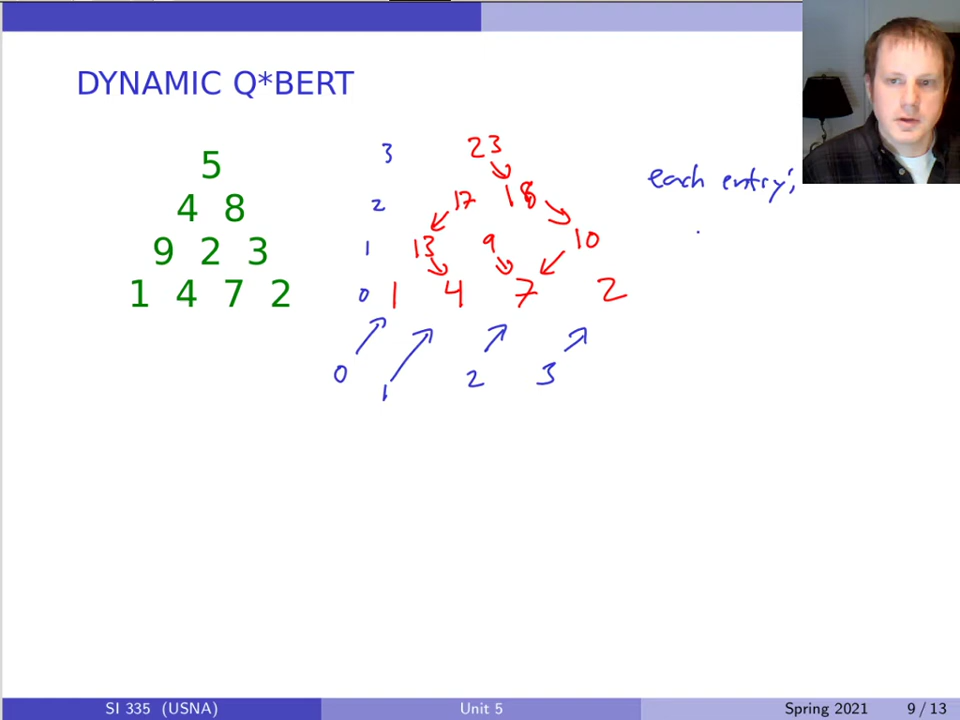 DYNAMIC Q*BERT
5
4 8
9 2 3
1 4 7 2
3 23
2 17 18
1 13 9 10
0 1 4 7 2
0 1 2 3
each entry:
SI 335 (USNA) Unit 5 Spring 2021 9 / 13